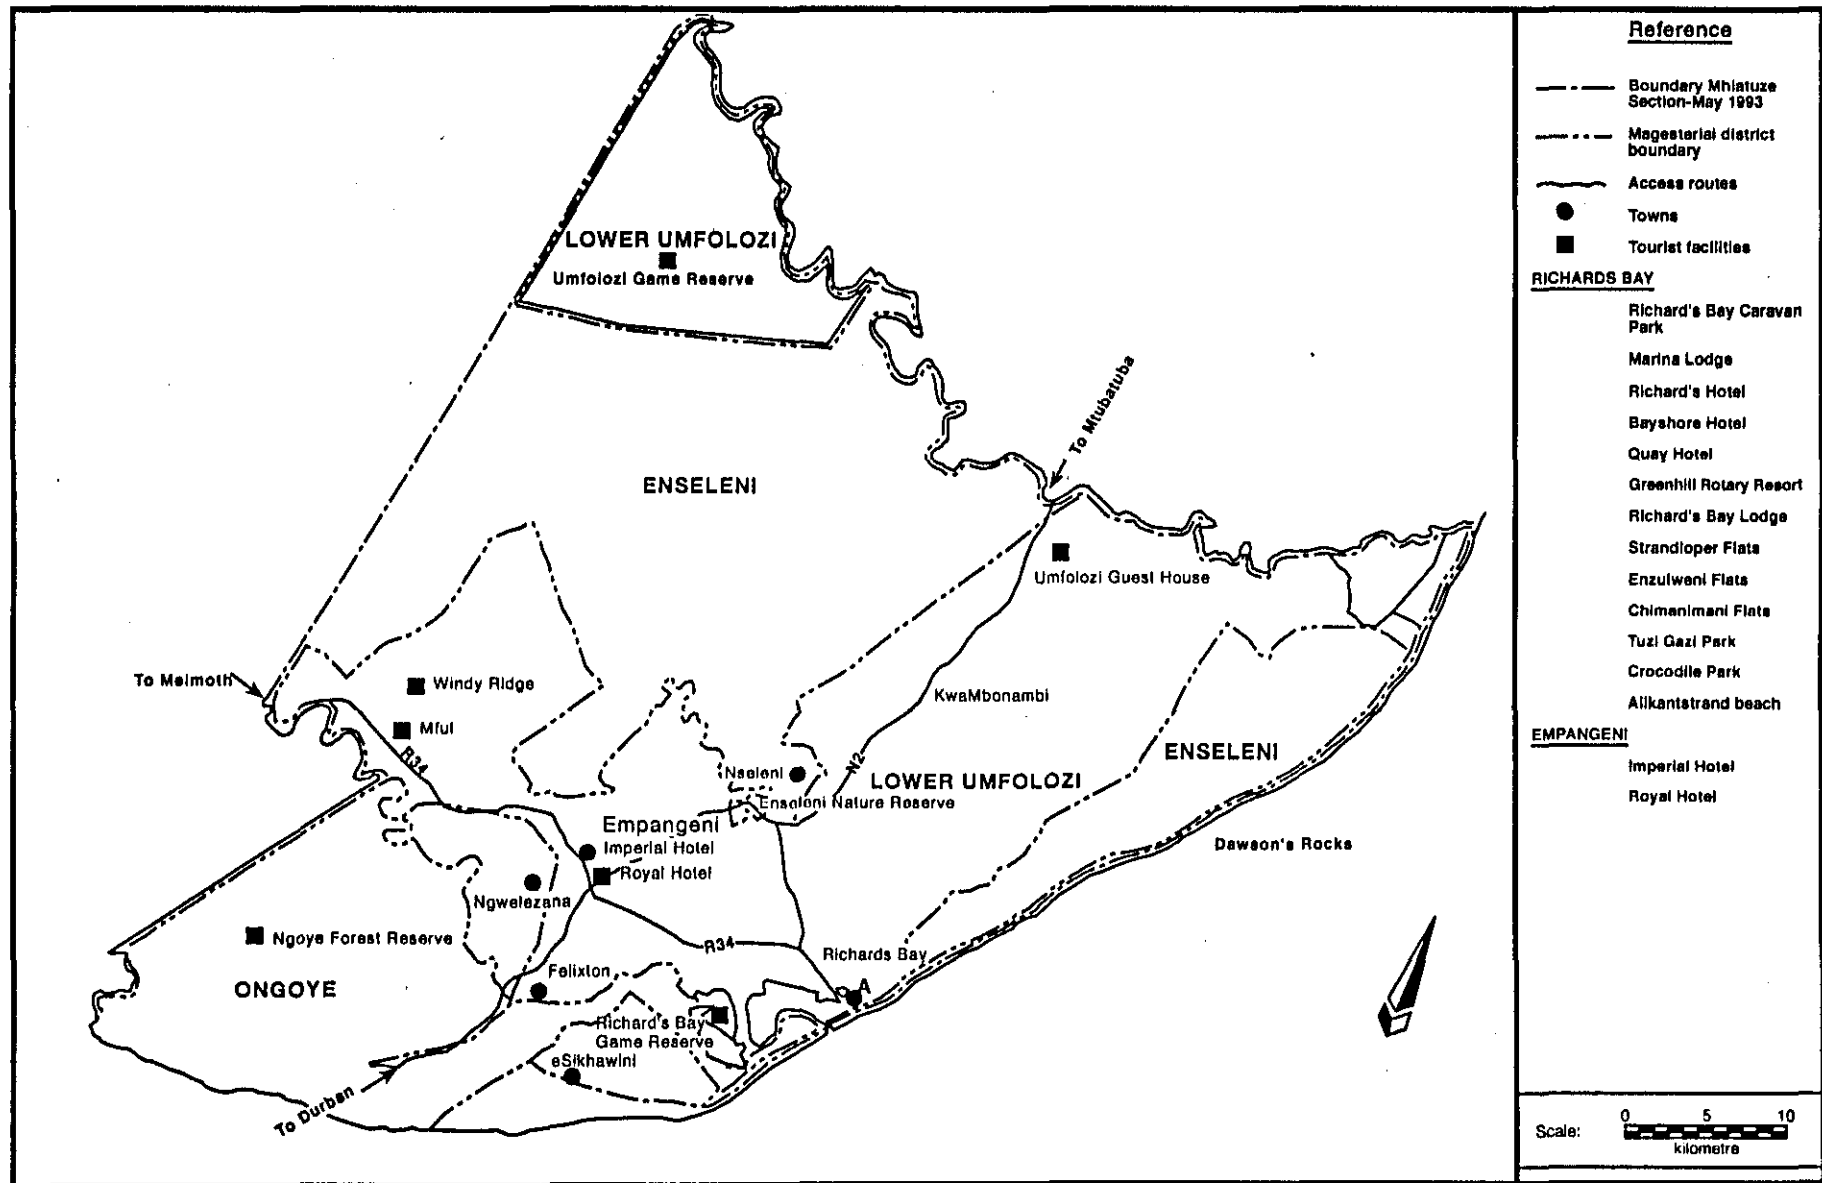 LOWER UMFOLOZI
Umfolozi Game Reserve
To Mtubatuba
ENSELENI
Umfolozi Guest House
To Melmoth
Windy Ridge
Mful
R34
KwaMbonambi
N2
ENSELENI
Nseleni
LOWER UMFOLOZI
Enseleni Nature Reserve
Empangeni
Imperial Hotel
Royal Hotel
Dawson's Rocks
Ngwelezana
Ngoye Forest Reserve
R34
Richards Bay
Felixton
ONGOYE
A
Richard's Bay
Game Reserve
eSikhawini
To Durban
Reference
Boundary Mhlatuze
Section-May 1993
Magesterial district
boundary
Access routes
Towns
Tourist facilities
RICHARDS BAY
Richard's Bay Caravan
Park
Marina Lodge
Richard's Hotel
Bayshore Hotel
Quay Hotel
Greenhill Rotary Resort
Richard's Bay Lodge
Strandloper Flats
Enzulweni Flats
Chimanimani Flats
Tuzi Gazi Park
Crocodile Park
Alikantstrand beach
EMPANGENI
Imperial Hotel
Royal Hotel
Scale:
0 5 10
kilometre